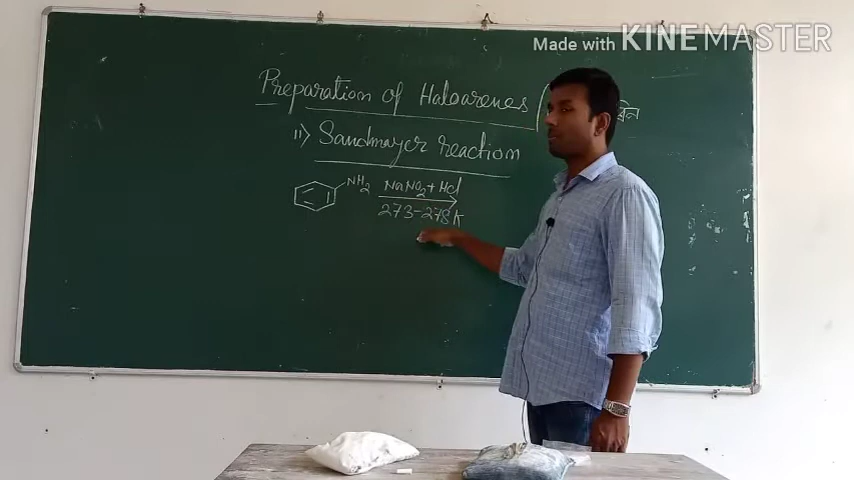 Made with KINEMASTER
Preparation of Haloarenes /
ii) Sandmayer reaction
NH2 NaNO2 + HCl
273-278K